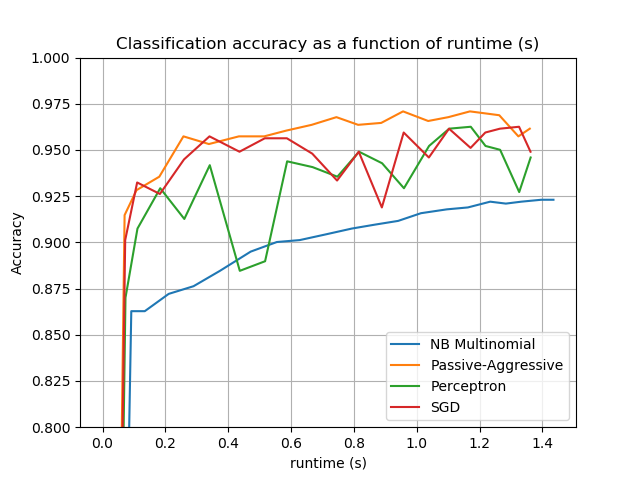 Classification accuracy as a function of runtime (s)
1.000
0.975
0.950
0.925
0.900
0.875
0.850
0.825
0.800
Accuracy
NB Multinomial
Passive-Aggressive
Perceptron
SGD
0.0 0.2 0.4 0.6 0.8 1.0 1.2 1.4
runtime (s)